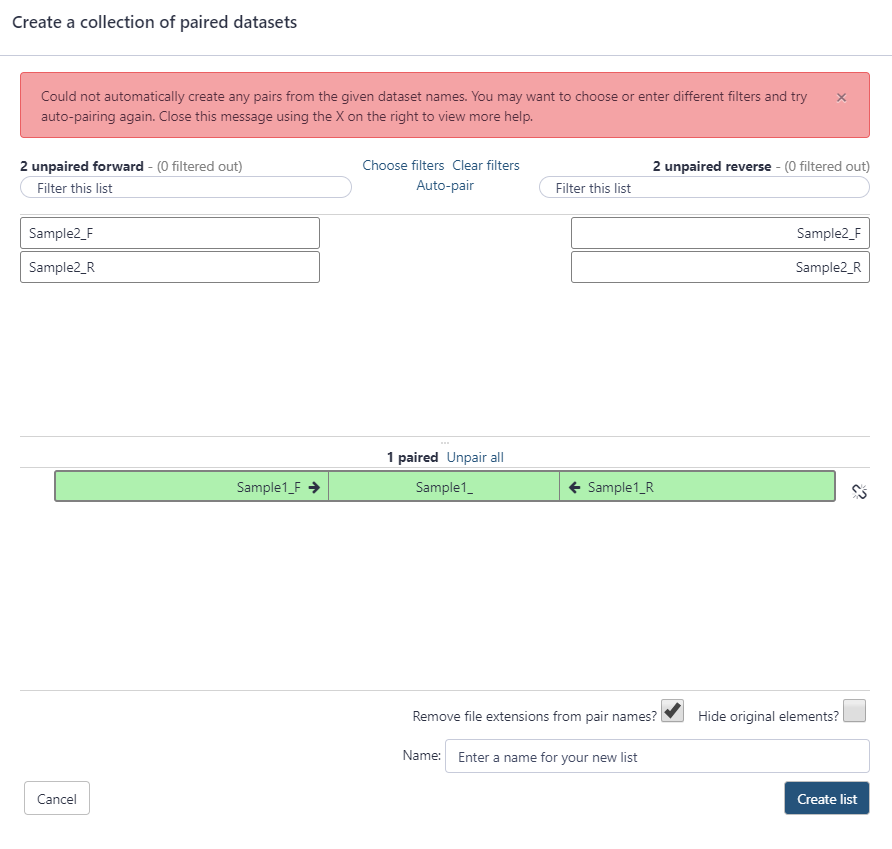 Create a collection of paired datasets
Could not automatically create any pairs from the given dataset names. You may want to choose or enter different filters and try
auto-pairing again. Close this message using the X on the right to view more help.
×
2 unpaired forward - (0 filtered out)
Choose filters Clear filters
2 unpaired reverse - (0 filtered out)
Filter this list
Auto-pair
Filter this list
Sample2_F
Sample2_F
Sample2_R
Sample2_R
...
1 paired Unpair all
Sample1_F
Sample1_
Sample1_R
Remove file extensions from pair names?
Hide original elements?
Name:
Enter a name for your new list
Cancel
Create list